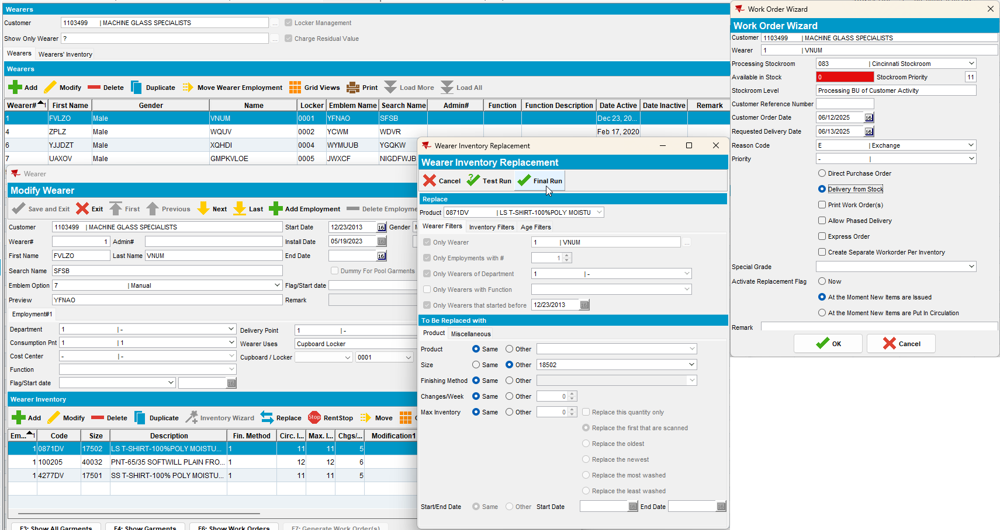 Wearers
Customer 1103499 | MACHINE GLASS SPECIALISTS ... Locker Management
Show Only Wearer ? ... Charge Residual Value
Wearers Wearers' Inventory
Wearers
Add Modify Delete Duplicate Move Wearer Employment Grid Views Print Load More Load All
Wearer# 1 First Name Gender Name Locker Emblem Name Search Name Admin# Function Function Description Date Active Date Inactive Remark
1 FVLZO Male VNUM 0001 YFNAO SFSB Dec 23, 20...
4 ZPLZ Male WQUV 0002 YCWM WDVR Feb 17, 2020
6 YJJDZT Male XQHDI 0004 WYMUUB YGQKW
7 UAXOV Male GMPKVLOE 0005 JWXCF NIGDFWJB
Wearer
Modify Wearer
Save and Exit Exit First Previous Next Last Add Employment Delete Employme
Customer 1103499 | MACHINE GLASS SPECIALISTS Start Date 12/23/2013 16 Gender
Wearer# 1 Admin# Install Date 05/19/2023 16
First Name FVLZO Last Name VNUM End Date 16
Search Name SFSB Dummy For Pool Garments
Emblem Option 7 | Manual Flag/Start date
Preview YFNAO Remark
Employment#1
Department 1 | - Delivery Point 1 | -
Consumption Pnt 1 | 1 Wearer Uses Cupboard Locker
Cost Center - | - Cupboard / Locker 0001
Function
Flag/Start date 16
Wearer Inventory
Add Modify Delete Duplicate Inventory Wizard Replace Stop RentStop Move
Em... 1 Code Size Description Fin. Method Circ. I... Max. I... Chgs/... Modification1
1 0871DV 17502 LS T-SHIRT-100%POLY MOISTU... 1 11 11 5
1 100205 40032 PNT-65/35 SOFTWILL PLAIN FRO... 1 12 12 6
1 4277DV 17501 SS T-SHIRT-100% POLY MOISTU... 1 11 11 5
F3: Show All Garments F4: Show Garments F6: Show Work Orders F7: Generate Work Order(s)
Wearer Inventory Replacement
Wearer Inventory Replacement
Cancel Test Run Final Run
Replace
Product 0871DV | LS T-SHIRT-100%POLY MOISTU
Wearer Filters Inventory Filters Age Filters
Only Wearer 1 | VNUM ...
Only Employments with # 1
Only Wearers of Department 1 | -
Only Wearers with Function
Only Wearers that started before 12/23/2013 16
To Be Replaced with
Product Miscellaneous
Product Same Other
Size Same Other 18502
Finishing Method Same Other
Changes/Week Same Other 0
Max Inventory Same Other 0 Replace this quantity only
Replace the first that are scanned
Replace the oldest
Replace the newest
Replace the most washed
Replace the least washed
Start/End Date Same Other Start Date 16 End Date 16
Work Order Wizard
Work Order Wizard
Customer 1103499 | MACHINE GLASS SPECIALISTS
Wearer 1 | VNUM
Processing Stockroom 083 | Cincinnati Stockroom
Available in Stock 0 Stockroom Priority 11
Stockroom Level Processing BU of Customer Activity
Customer Reference Number
Customer Order Date 06/12/2025 16
Requested Delivery Date 06/13/2025 16
Reason Code E | Exchange
Priority - |
Direct Purchase Order
Delivery from Stock
Print Work Order(s)
Allow Phased Delivery
Express Order
Create Separate Workorder Per Inventory
Special Grade
Activate Replacement Flag Now
At the Moment New Items are Issued
At the Moment New Items are Put In Circulation
Remark
OK Cancel